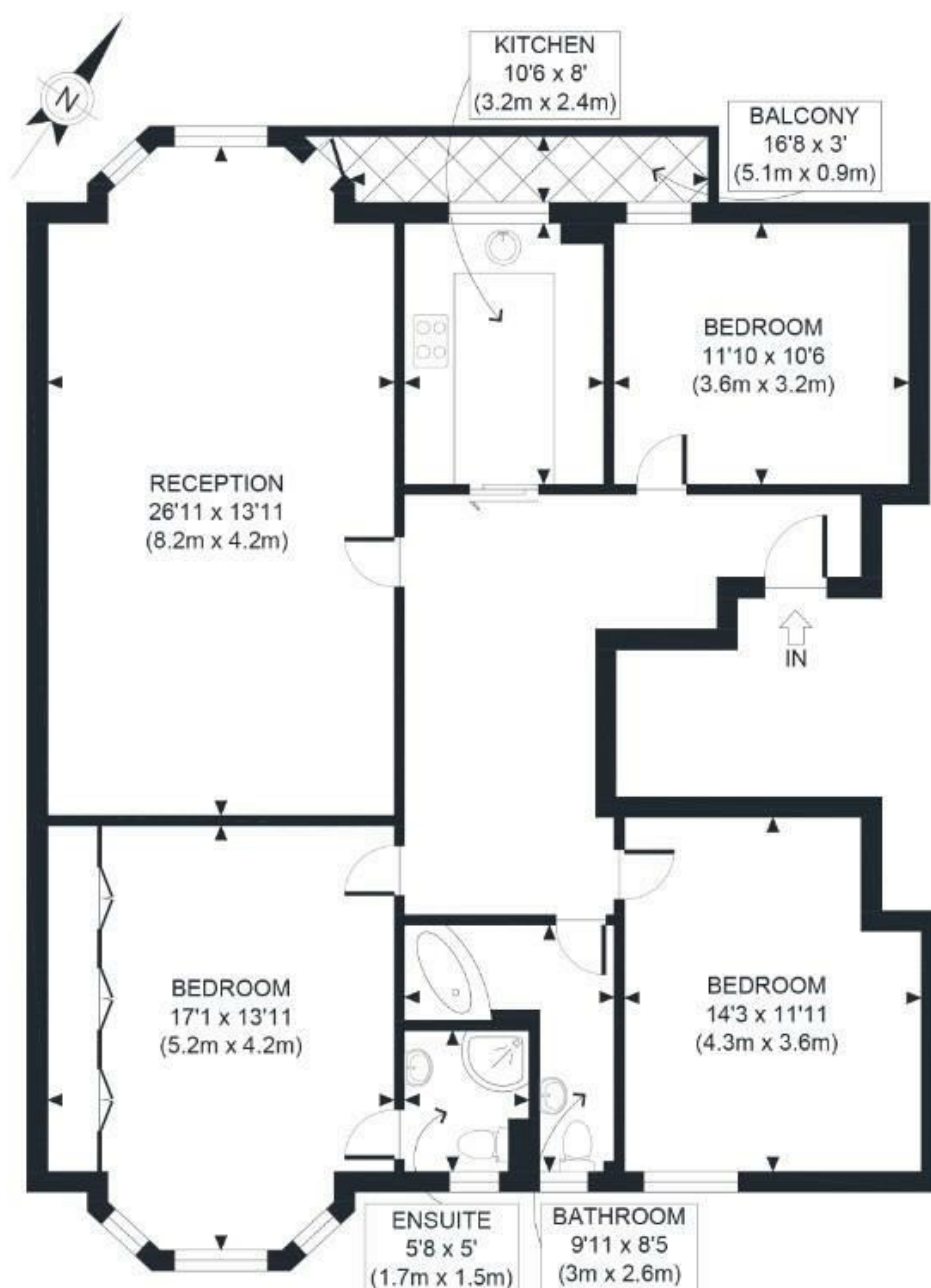 N
KITCHEN
10'6 x 8'
(3.2m x 2.4m)
BALCONY
16'8 x 3'
(5.1m x 0.9m)
BEDROOM
11'10 x 10'6
(3.6m x 3.2m)
RECEPTION
26'11 x 13'11
(8.2m x 4.2m)
IN
BEDROOM
17'1 x 13'11
(5.2m x 4.2m)
BEDROOM
14'3 x 11'11
(4.3m x 3.6m)
ENSUITE
5'8 x 5'
(1.7m x 1.5m)
BATHROOM
9'11 x 8'5
(3m x 2.6m)